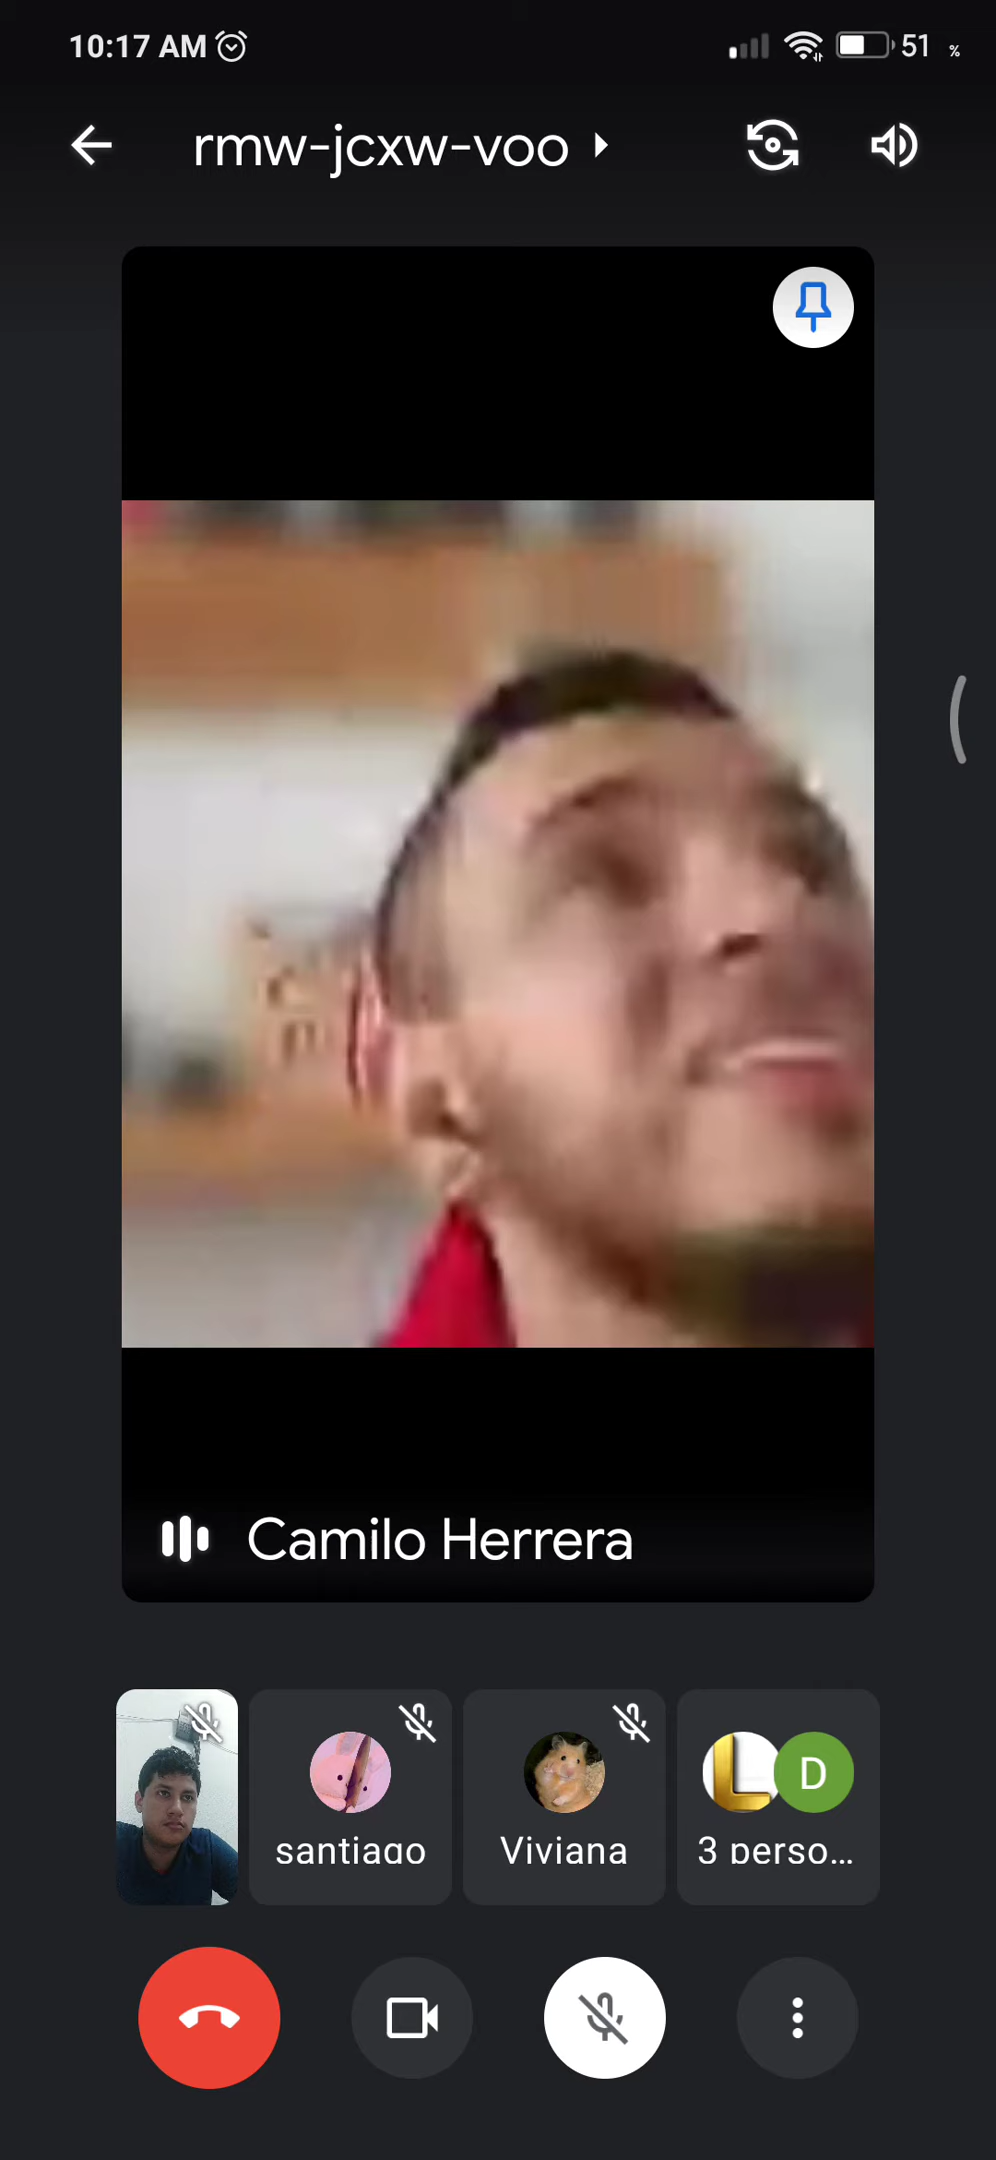 10:17 AM
51 %
rmw-jcxw-voo
Camilo Herrera
santiago
Viviana
L
D
3 perso...